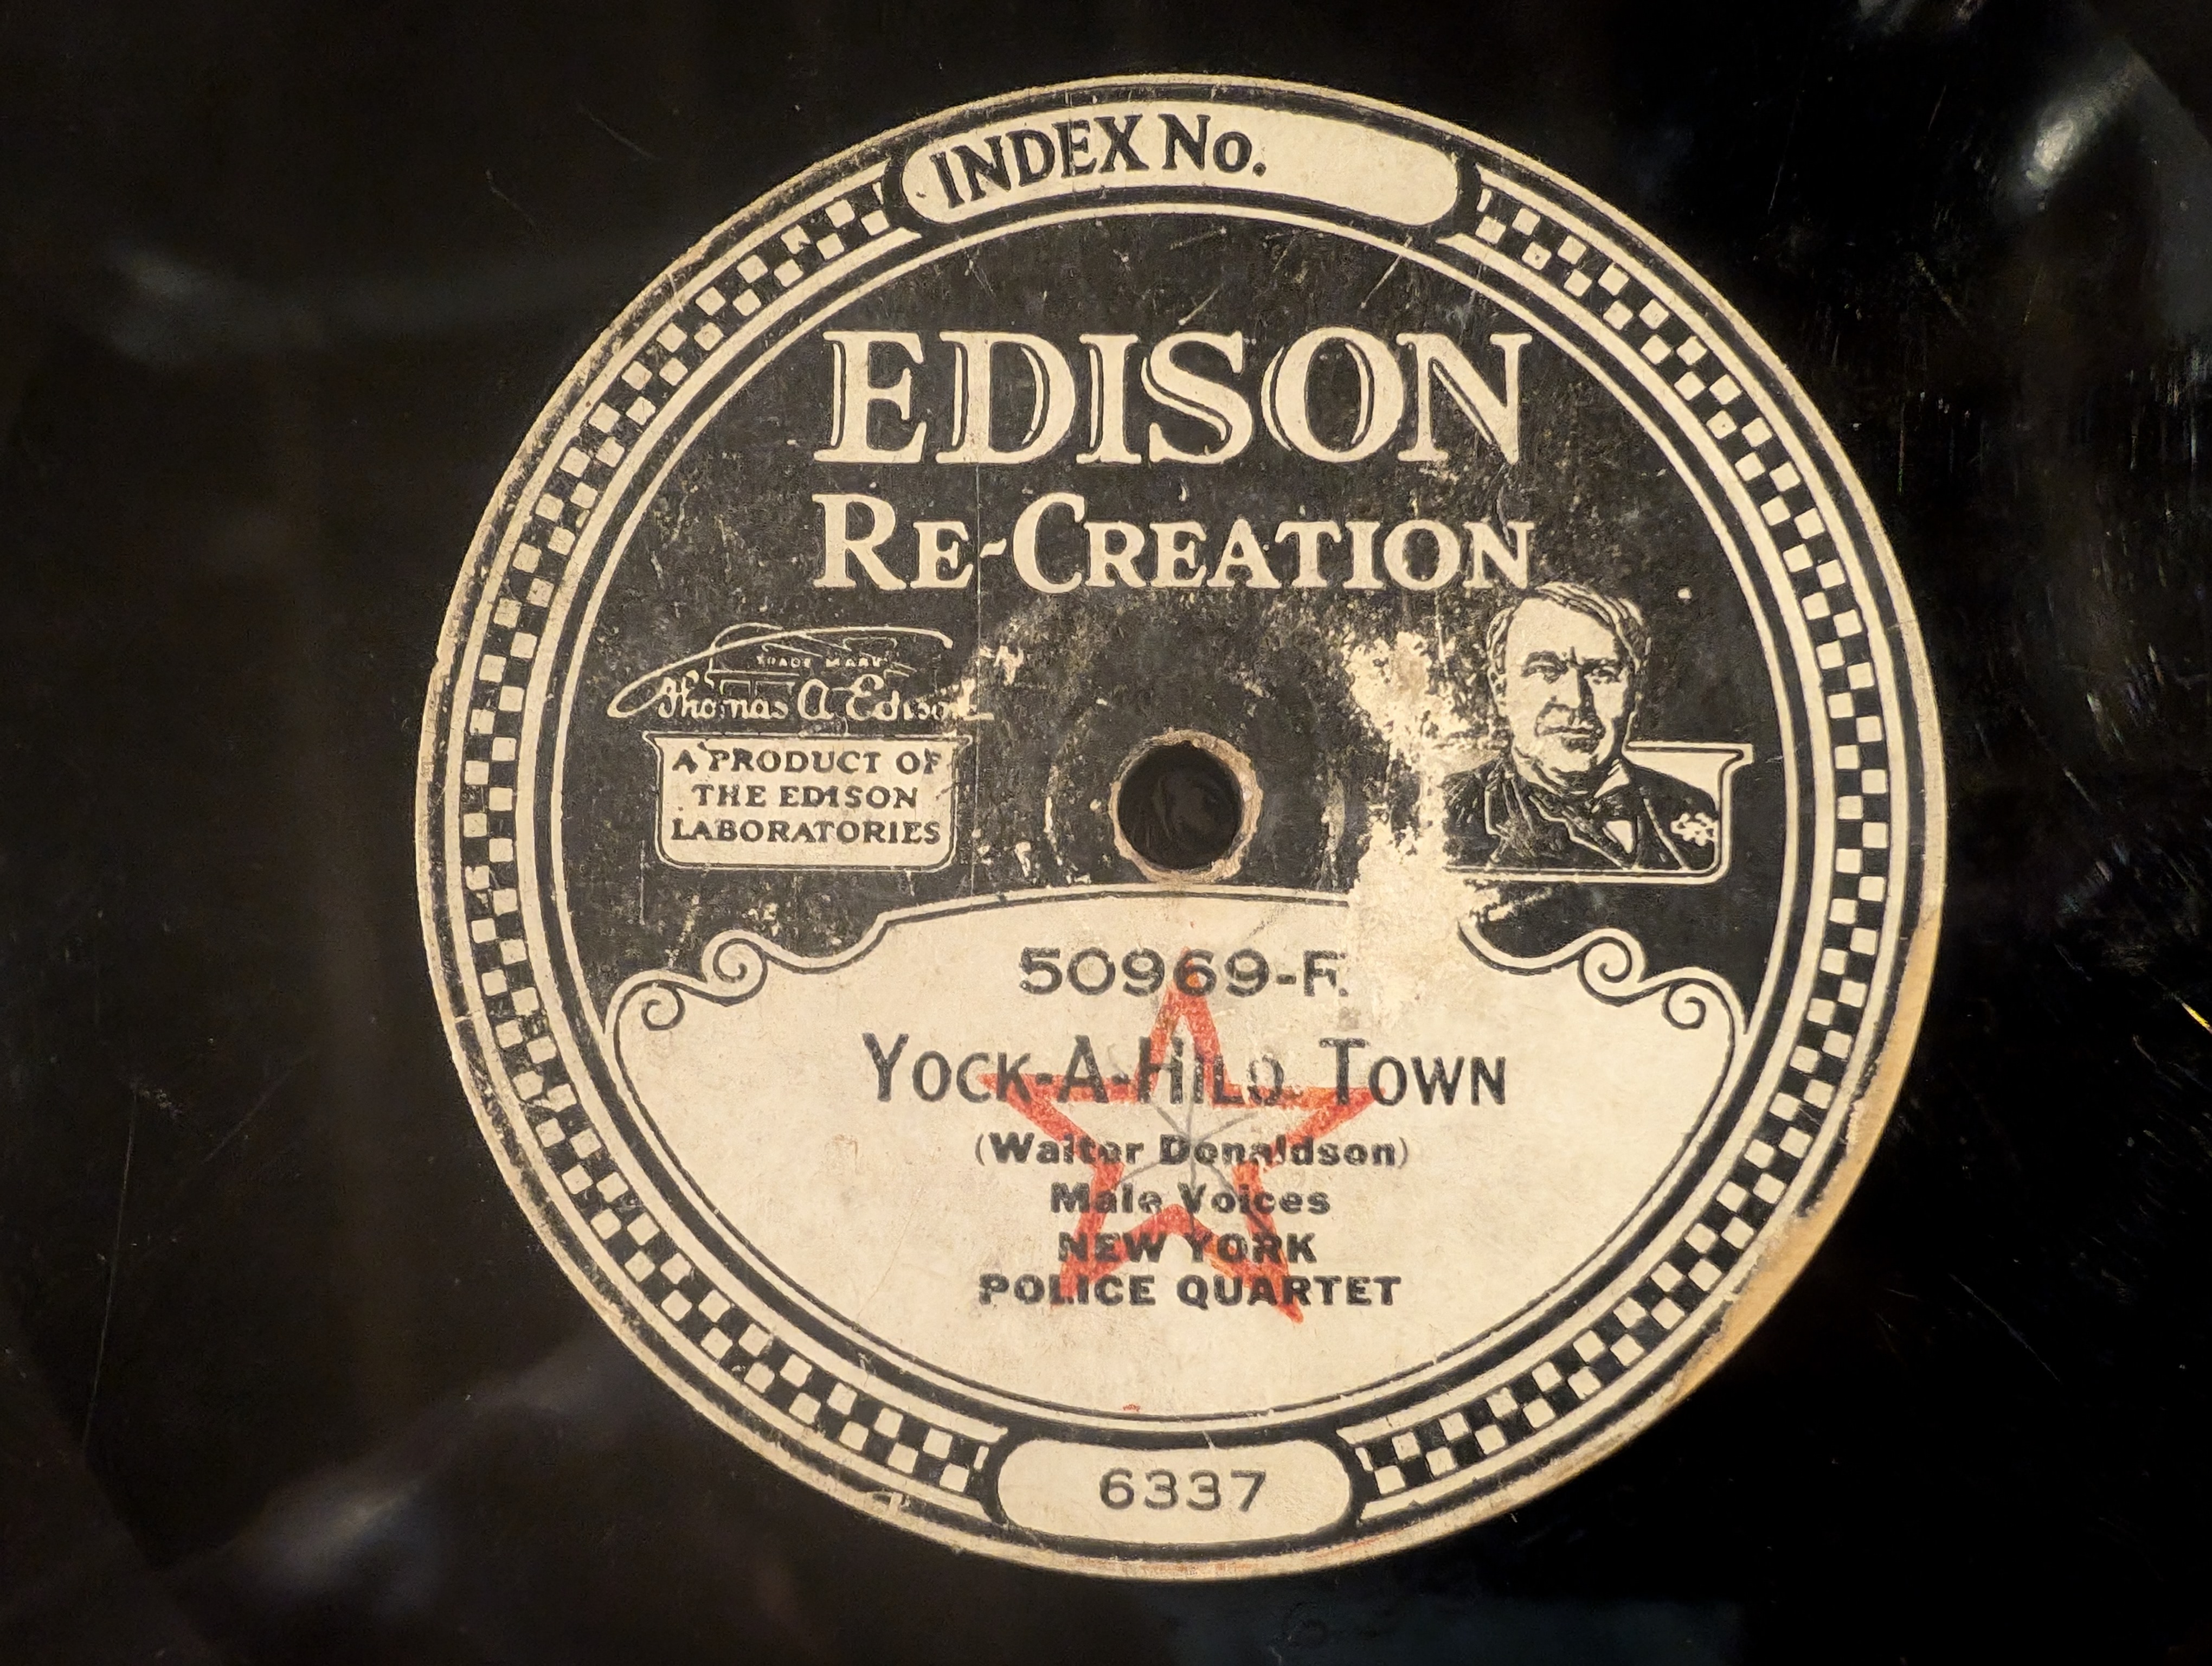 INDEX No.
EDISON
RE-CREATION
TRADE MARK
Thomas A Edison
A PRODUCT OF
THE EDISON
LABORATORIES
50969-R
YOCK-A-HILO TOWN
(Walter Donaldson)
Male Voices
NEW YORK
POLICE QUARTET
6337